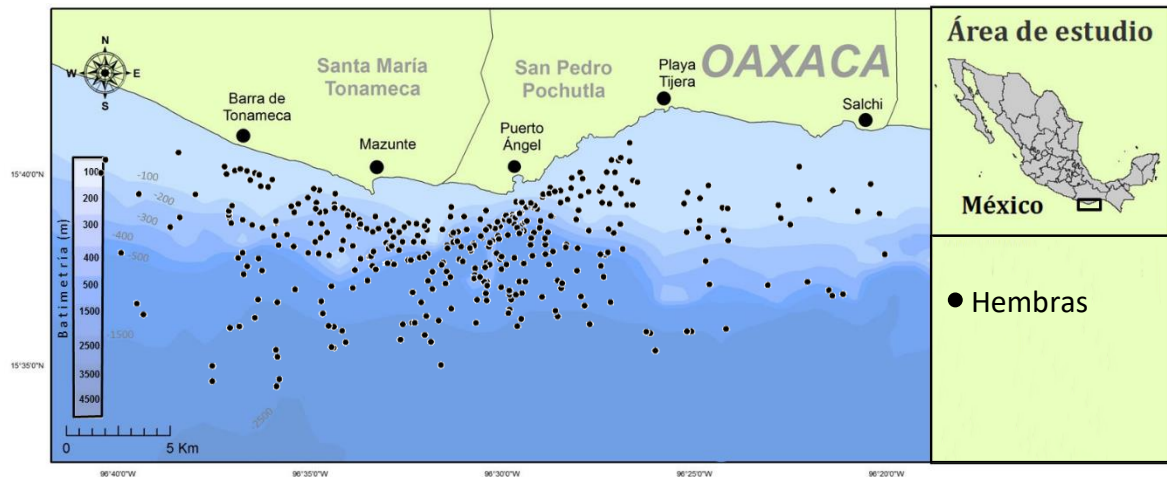 N
W
E
S
Santa María
Tonameca
San Pedro
Pochutla
OAXACA
Playa
Tijera
Barra de
Tonameca
Mazunte
Puerto
Ángel
Salchi
15°40'0"N
15°35'0"N
Batimetría (m)
100
200
300
400
500
1500
2500
3500
4500
-100
-200
-300
-400
-500
-1500
-2500
0
5 Km
96°40'0"W
96°35'0"W
96°30'0"W
96°25'0"W
96°20'0"W
Área de estudio
México
Hembras